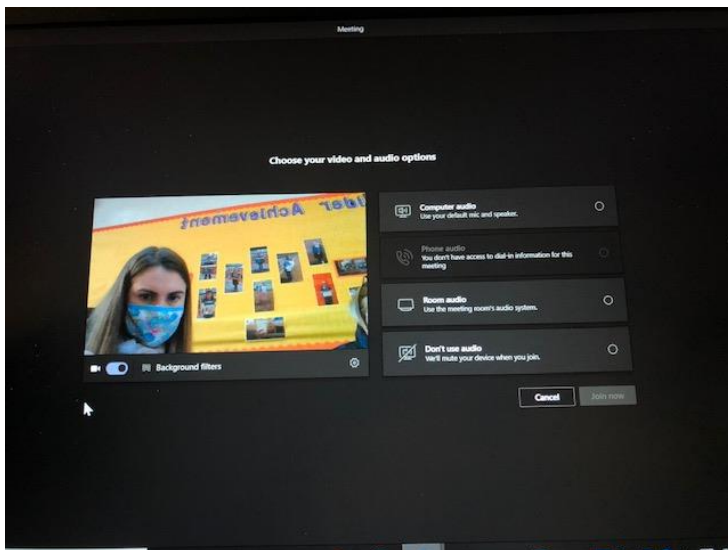 Meeting
Choose your video and audio options
ider Achievement
Computer audio
Use your default mic and speaker.
Phone audio
You don't have access to dial-in information for this
meeting
Room audio
Use the meeting room's audio system.
Don't use audio
We'll mute your device when you join.
Background filters
Cancel
Join now